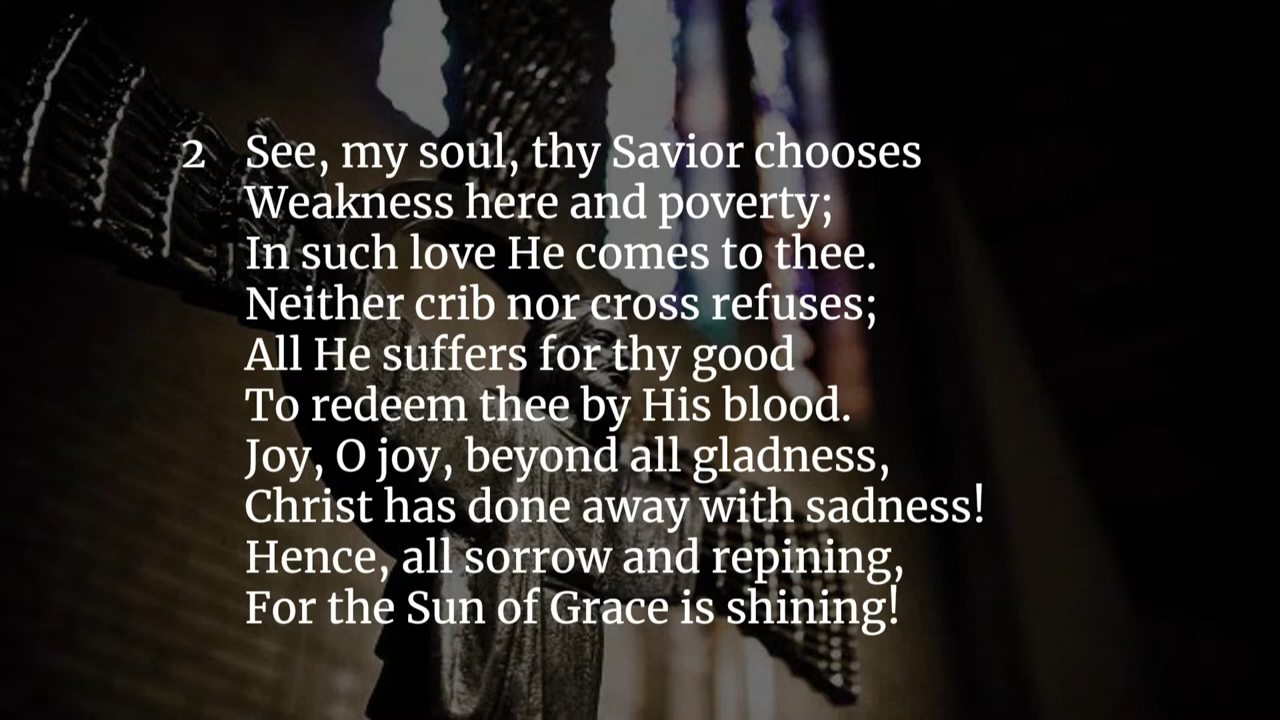 2 See, my soul, thy Savior chooses
Weakness here and poverty;
In such love He comes to thee.
Neither crib nor cross refuses;
All He suffers for thy good
To redeem thee by His blood.
Joy, O joy, beyond all gladness,
Christ has done away with sadness!
Hence, all sorrow and repining,
For the Sun of Grace is shining!